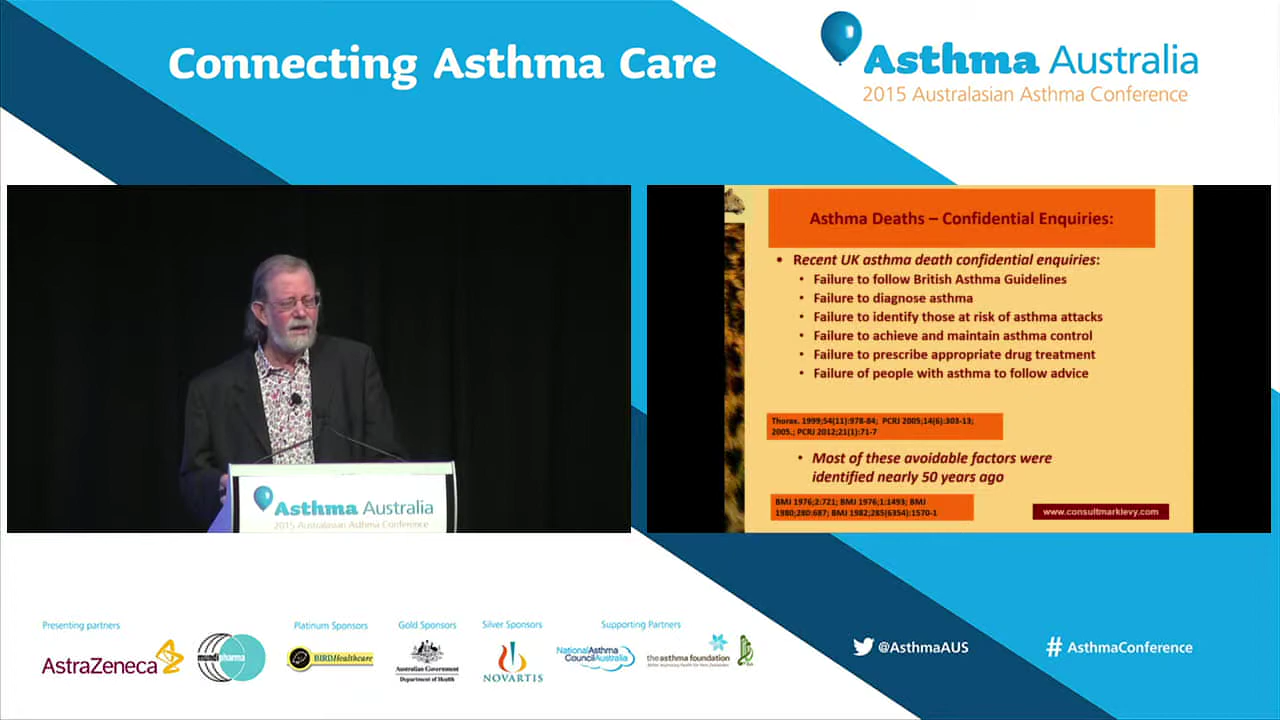 Connecting Asthma Care
Asthma Australia
2015 Australasian Asthma Conference
Asthma Deaths – Confidential Enquiries:
• Recent UK asthma death confidential enquiries:
• Failure to follow British Asthma Guidelines
• Failure to diagnose asthma
• Failure to identify those at risk of asthma attacks
• Failure to achieve and maintain asthma control
• Failure to prescribe appropriate drug treatment
• Failure of people with asthma to follow advice
Thorax. 1999;54(11):978-84; PCRJ 2005;14(6):303-13;
2005.; PCRJ 2012;21(1):71-7
• Most of these avoidable factors were
identified nearly 50 years ago
BMJ 1976;2:721; BMJ 1976;1:1493; BMJ
1980;280:687; BMJ 1982;285(6354):1570-1
www.consultmarklevy.com
Asthma Australia
2015 Australasian Asthma Conference
Presenting partners
Platinum Sponsors
Gold Sponsors
Silver Sponsors
Supporting Partners
AstraZeneca
mundipharma
BIRDHealthcare
Australian Government
Department of Health
NOVARTIS
National Asthma
Council Australia
the asthma foundation
@AsthmaAUS
# AsthmaConference